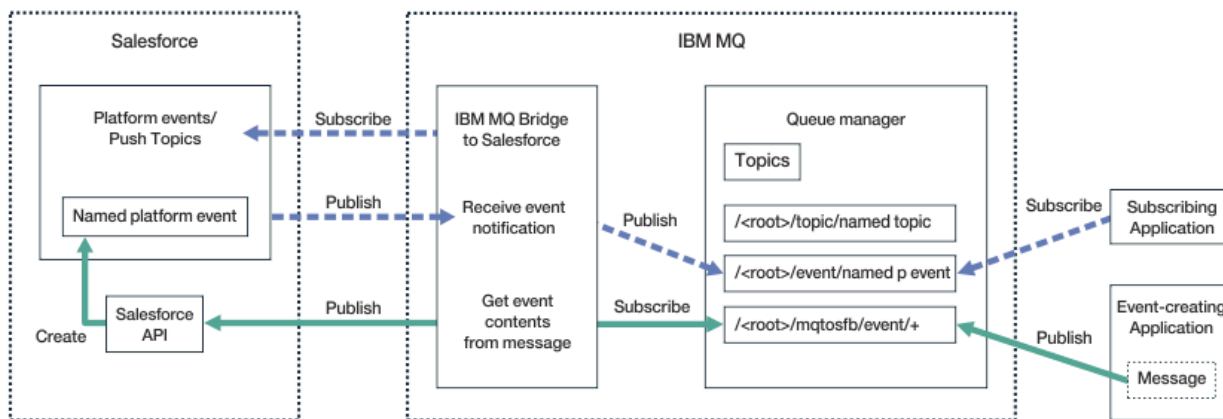 Salesforce
IBM MQ
Platform events/
Push Topics
Subscribe
IBM MQ Bridge
to Salesforce
Queue manager
Topics
Named platform event
Publish
Receive event
notification
Publish
/<root>/topic/named topic
Subscribe
Subscribing
Application
/<root>/event/named p event
Create
Salesforce
API
Publish
Get event
contents
from message
Subscribe
/<root>/mqtosfb/event/+
Publish
Event-creating
Application
Message